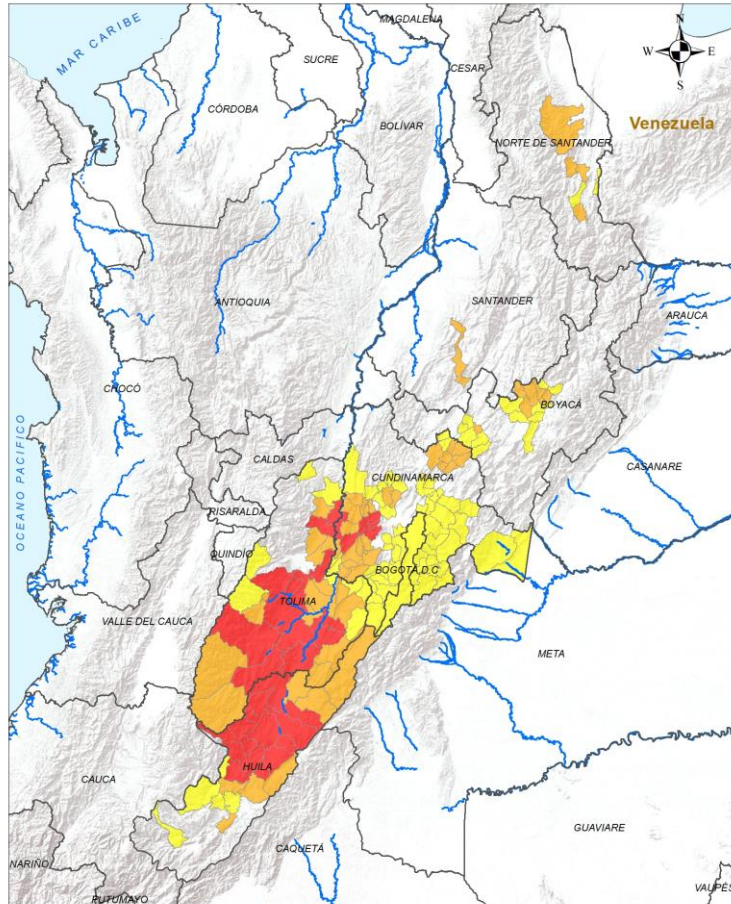 MAGDALENA
N
W E
S
MAR CARIBE
SUCRE
CESAR
CÓRDOBA
BOLÍVAR
Venezuela
NORTE DE SANTANDER
ANTIOQUIA
SANTANDER
ARAUCA
CHOCÓ
BOYACÁ
CALDAS
CUNDINAMARCA
CASANARE
OCEANO PACIFICO
RISARALDA
QUINDÍO
BOGOTÁ,D.C
TOLIMA
VALLE DEL CAUCA
META
HUILA
CAUCA
GUAVIARE
CAQUETÁ
NARIÑO
PUTUMAYO
VAUPÉS